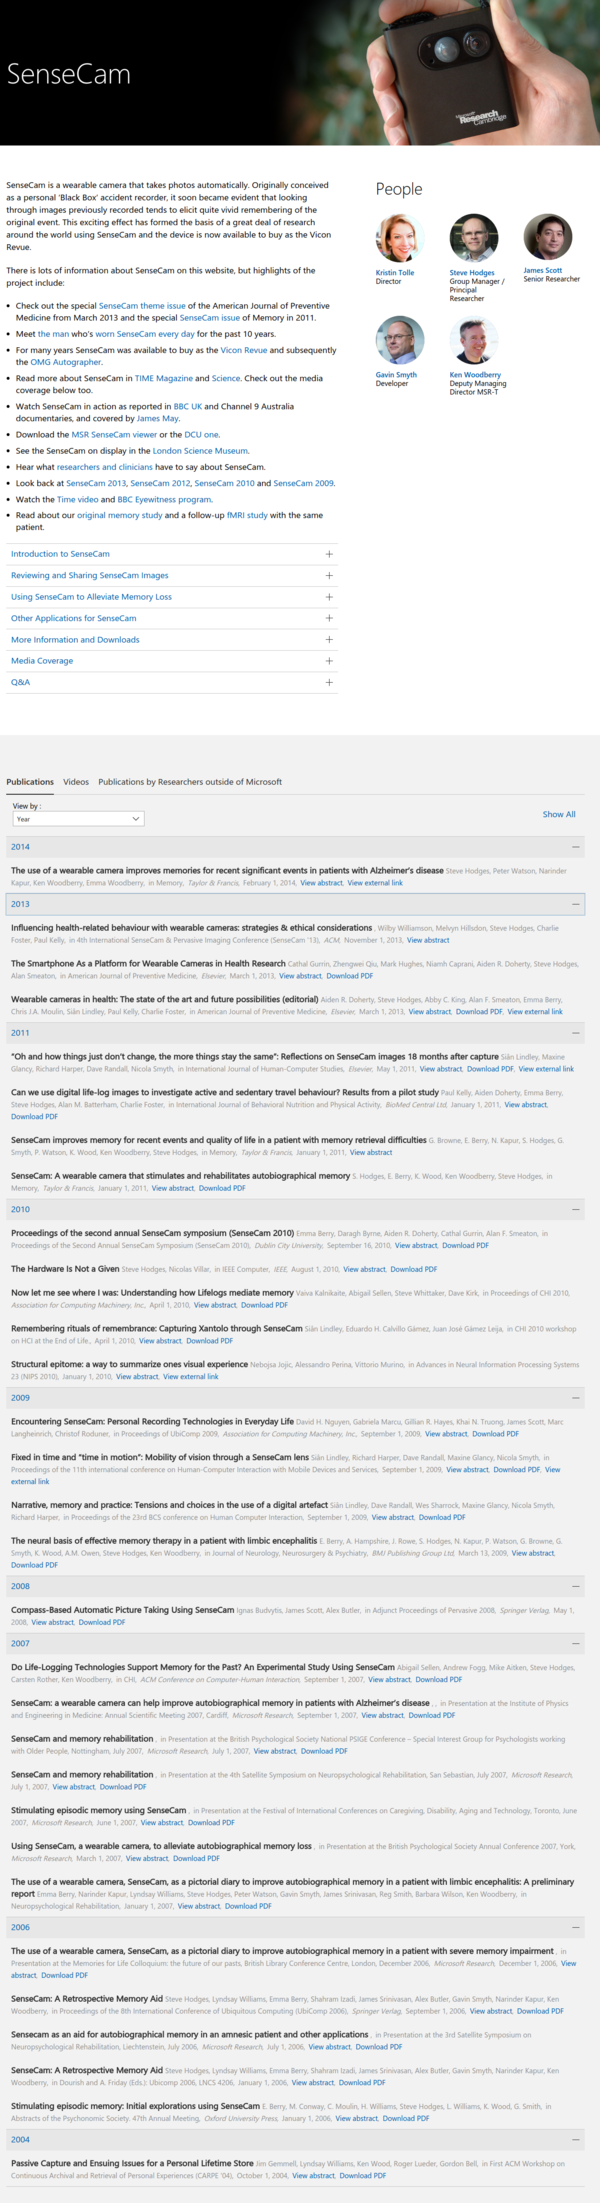 SenseCam
Microsoft
Research
Cambridge
SenseCam is a wearable camera that takes photos automatically. Originally conceived
as a personal 'Black Box' accident recorder, it soon became evident that looking
through images previously recorded tends to elicit quite vivid remembering of the
original event. This exciting effect has formed the basis of a great deal of research
around the world using SenseCam and the device is now available to buy as the Vicon
Revue.
There is lots of information about SenseCam on this website, but highlights of the
project include:
• Check out the special SenseCam theme issue of the American Journal of Preventive
Medicine from March 2013 and the special SenseCam issue of Memory in 2011.
• Meet the man who's worn SenseCam every day for the past 10 years.
• For many years SenseCam was available to buy as the Vicon Revue and subsequently
the OMG Autographer.
• Read more about SenseCam in TIME Magazine and Science. Check out the media
coverage below too.
• Watch SenseCam in action as reported in BBC UK and Channel 9 Australia
documentaries, and covered by James May.
• Download the MSR SenseCam viewer or the DCU one.
• See the SenseCam on display in the London Science Museum.
• Hear what researchers and clinicians have to say about SenseCam.
• Look back at SenseCam 2013, SenseCam 2012, SenseCam 2010 and SenseCam 2009.
• Watch the Time video and BBC Eyewitness program.
• Read about our original memory study and a follow-up fMRI study with the same
patient.
Introduction to SenseCam
Reviewing and Sharing SenseCam Images
Using SenseCam to Alleviate Memory Loss
Other Applications for SenseCam
More Information and Downloads
Media Coverage
Q&A
People
Kristin Tolle
Director
Steve Hodges
Group Manager /
Principal
Researcher
James Scott
Senior Researcher
Gavin Smyth
Developer
Ken Woodberry
Deputy Managing
Director MSR-T
Publications Videos Publications by Researchers outside of Microsoft
View by :
Year
Show All
2014
The use of a wearable camera improves memories for recent significant events in patients with Alzheimer's disease Steve Hodges, Peter Watson, Narinder
Kapur, Ken Woodberry, Emma Woodberry, in Memory, Taylor & Francis, February 1, 2014, View abstract, View external link
2013
Influencing health-related behaviour with wearable cameras: strategies & ethical considerations , Wilby Williamson, Melvyn Hillsdon, Steve Hodges, Charlie
Foster, Paul Kelly, in 4th International SenseCam & Pervasive Imaging Conference (SenseCam '13), ACM, November 1, 2013, View abstract
The Smartphone As a Platform for Wearable Cameras in Health Research Cathal Gurrin, Zhengwei Qiu, Mark Hughes, Niamh Caprani, Aiden R. Doherty, Steve Hodges,
Alan Smeaton, in American Journal of Preventive Medicine, Elsevier, March 1, 2013, View abstract, Download PDF
Wearable cameras in health: The state of the art and future possibilities (editorial) Aiden R. Doherty, Steve Hodges, Abby C. King, Alan F. Smeaton, Emma Berry,
Chris J.A. Moulin, Siân Lindley, Paul Kelly, Charlie Foster, in American Journal of Preventive Medicine, Elsevier, March 1, 2013, View abstract, Download PDF, View external link
2011
"Oh and how things just don't change, the more things stay the same": Reflections on SenseCam images 18 months after capture Siân Lindley, Maxine
Glancy, Richard Harper, Dave Randall, Nicola Smyth, in International Journal of Human-Computer Studies, Elsevier, May 1, 2011, View abstract, Download PDF, View external link
Can we use digital life-log images to investigate active and sedentary travel behaviour? Results from a pilot study Paul Kelly, Aiden Doherty, Emma Berry,
Steve Hodges, Alan M. Batterham, Charlie Foster, in International Journal of Behavioral Nutrition and Physical Activity, BioMed Central Ltd, January 1, 2011, View abstract,
Download PDF
SenseCam improves memory for recent events and quality of life in a patient with memory retrieval difficulties G. Browne, E. Berry, N. Kapur, S. Hodges, G.
Smyth, P. Watson, K. Wood, Ken Woodberry, Steve Hodges, in Memory, Taylor & Francis, January 1, 2011, View abstract
SenseCam: A wearable camera that stimulates and rehabilitates autobiographical memory S. Hodges, E. Berry, K. Wood, Ken Woodberry, Steve Hodges, in
Memory, Taylor & Francis, January 1, 2011, View abstract, Download PDF
2010
Proceedings of the second annual SenseCam symposium (SenseCam 2010) Emma Berry, Daragh Byrne, Aiden R. Doherty, Cathal Gurrin, Alan F. Smeaton, in
Proceedings of the Second Annual SenseCam Symposium (SenseCam 2010), Dublin City University, September 16, 2010, View abstract, Download PDF
The Hardware Is Not a Given Steve Hodges, Nicolas Villar, in IEEE Computer, IEEE, August 1, 2010, View abstract, Download PDF
Now let me see where I was: Understanding how Lifelogs mediate memory Vaiva Kalnikaite, Abigail Sellen, Steve Whittaker, Dave Kirk, in Proceedings of CHI 2010,
Association for Computing Machinery, Inc., April 1, 2010, View abstract, Download PDF
Remembering rituals of remembrance: Capturing Xantolo through SenseCam Siân Lindley, Eduardo H. Calvillo Gámez, Juan José Gámez Leija, in CHI 2010 workshop
on HCI at the End of Life., April 1, 2010, View abstract, Download PDF
Structural epitome: a way to summarize ones visual experience Nebojsa Jojic, Alessandro Perina, Vittorio Murino, in Advances in Neural Information Processing Systems
23 (NIPS 2010), January 1, 2010, View abstract, View external link
2009
Encountering SenseCam: Personal Recording Technologies in Everyday Life David H. Nguyen, Gabriela Marcu, Gillian R. Hayes, Khai N. Truong, James Scott, Marc
Langheinrich, Christof Roduner, in Proceedings of UbiComp 2009, Association for Computing Machinery, Inc., September 1, 2009, View abstract, Download PDF
Fixed in time and "time in motion": Mobility of vision through a SenseCam lens Siân Lindley, Richard Harper, Dave Randall, Maxine Glancy, Nicola Smyth, in
Proceedings of the 11th international conference on Human-Computer Interaction with Mobile Devices and Services, September 1, 2009, View abstract, Download PDF, View
external link
Narrative, memory and practice: Tensions and choices in the use of a digital artefact Siân Lindley, Dave Randall, Wes Sharrock, Maxine Glancy, Nicola Smyth,
Richard Harper, in Proceedings of the 23rd BCS conference on Human Computer Interaction, September 1, 2009, View abstract, Download PDF
The neural basis of effective memory therapy in a patient with limbic encephalitis E. Berry, A. Hampshire, J. Rowe, S. Hodges, N. Kapur, P. Watson, G. Browne, G.
Smyth, K. Wood, A.M. Owen, Steve Hodges, Ken Woodberry, in Journal of Neurology, Neurosurgery & Psychiatry, BMJ Publishing Group Ltd, March 13, 2009, View abstract,
Download PDF
2008
Compass-Based Automatic Picture Taking Using SenseCam Ignas Budvytis, James Scott, Alex Butler, in Adjunct Proceedings of Pervasive 2008, Springer Verlag, May 1,
2008, View abstract, Download PDF
2007
Do Life-Logging Technologies Support Memory for the Past? An Experimental Study Using SenseCam Abigail Sellen, Andrew Fogg, Mike Aitken, Steve Hodges,
Carsten Rother, Ken Woodberry, in CHI, ACM Conference on Computer-Human Interaction, September 1, 2007, View abstract, Download PDF
SenseCam: a wearable camera can help improve autobiographical memory in patients with Alzheimer's disease , , in Presentation at the Institute of Physics
and Engineering in Medicine: Annual Scientific Meeting 2007, Cardiff, Microsoft Research, September 1, 2007, View abstract, Download PDF
SenseCam and memory rehabilitation , in Presentation at the British Psychological Society National PSIGE Conference – Special Interest Group for Psychologists working
with Older People, Nottingham, July 2007, Microsoft Research, July 1, 2007, View abstract, Download PDF
SenseCam and memory rehabilitation , in Presentation at the 4th Satellite Symposium on Neuropsychological Rehabilitation, San Sebastian, July 2007, Microsoft Research,
July 1, 2007, View abstract, Download PDF
Stimulating episodic memory using SenseCam , in Presentation at the Festival of International Conferences on Caregiving, Disability, Aging and Technology, Toronto, June
2007, Microsoft Research, June 1, 2007, View abstract, Download PDF
Using SenseCam, a wearable camera, to alleviate autobiographical memory loss , in Presentation at the British Psychological Society Annual Conference 2007, York,
Microsoft Research, March 1, 2007, View abstract, Download PDF
The use of a wearable camera, SenseCam, as a pictorial diary to improve autobiographical memory in a patient with limbic encephalitis: A preliminary
report Emma Berry, Narinder Kapur, Lyndsay Williams, Steve Hodges, Peter Watson, Gavin Smyth, James Srinivasan, Reg Smith, Barbara Wilson, Ken Woodberry, in
Neuropsychological Rehabilitation, January 1, 2007, View abstract, Download PDF
2006
The use of a wearable camera, SenseCam, as a pictorial diary to improve autobiographical memory in a patient with severe memory impairment , in
Presentation at the Memories for Life Colloquium: the future of our pasts, British Library Conference Centre, London, December 2006, Microsoft Research, December 1, 2006, View
abstract, Download PDF
SenseCam: A Retrospective Memory Aid Steve Hodges, Lyndsay Williams, Emma Berry, Shahram Izadi, James Srinivasan, Alex Butler, Gavin Smyth, Narinder Kapur, Ken
Woodberry, in Proceedings of the 8th International Conference of Ubiquitous Computing (UbiComp 2006), Springer Verlag, September 1, 2006, View abstract, Download PDF
Sensecam as an aid for autobiographical memory in an amnesic patient and other applications , in Presentation at the 3rd Satellite Symposium on
Neuropsychological Rehabilitation, Liechtenstein, July 2006, Microsoft Research, July 1, 2006, View abstract, Download PDF
SenseCam: A Retrospective Memory Aid Steve Hodges, Lyndsay Williams, Emma Berry, Shahram Izadi, James Srinivasan, Alex Butler, Gavin Smyth, Narinder Kapur, Ken
Woodberry, in Dourish and A. Friday (Eds.): Ubicomp 2006, LNCS 4206, January 1, 2006, View abstract, Download PDF
Stimulating episodic memory: Initial explorations using SenseCam E. Berry, M. Conway, C. Moulin, H. Williams, Steve Hodges, L. Williams, K. Wood, G. Smith, in
Abstracts of the Psychonomic Society. 47th Annual Meeting, Oxford University Press, January 1, 2006, View abstract, Download PDF
2004
Passive Capture and Ensuing Issues for a Personal Lifetime Store Jim Gemmell, Lyndsay Williams, Ken Wood, Roger Lueder, Gordon Bell, in First ACM Workshop on
Continuous Archival and Retrieval of Personal Experiences (CARPE '04), October 1, 2004, View abstract, Download PDF